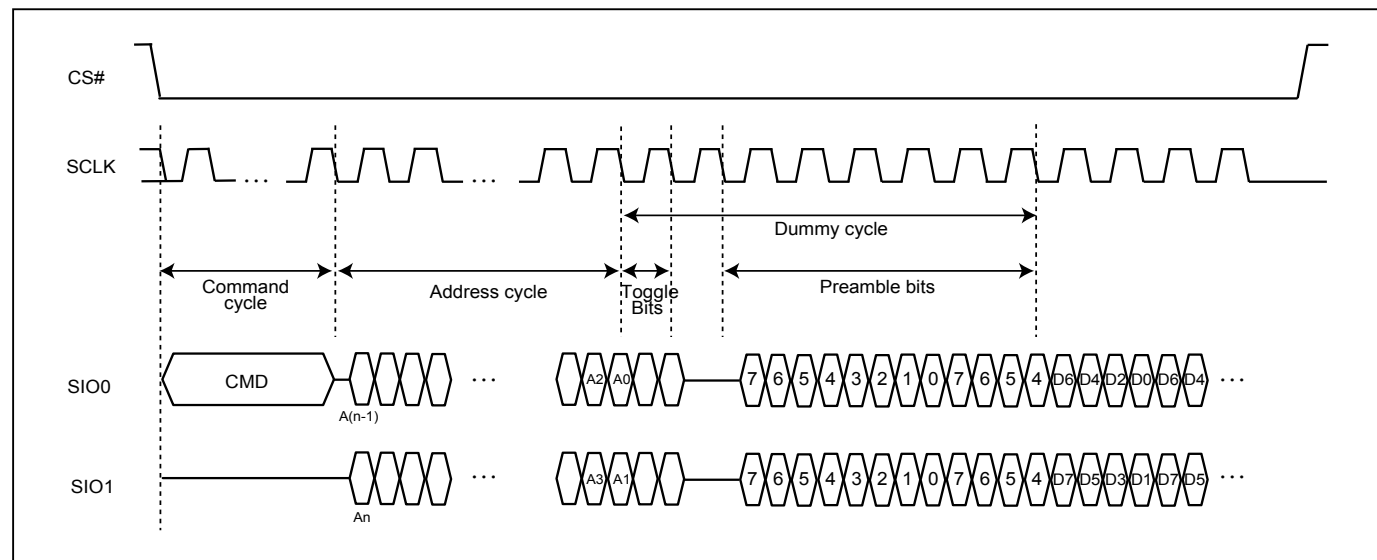 CS#
SCLK
...
...
Dummy cycle
Command
cycle
Address cycle
Toggle
Bits
Preamble bits
SIO0
CMD
...
A2 A0
7 6 5 4 3 2 1 0 7 6 5 4 D6 D4 D2 D0 D6 D4 ...
A(n-1)
SIO1
...
A3 A1
7 6 5 4 3 2 1 0 7 6 5 4 D7 D5 D3 D1 D7 D5 ...
An